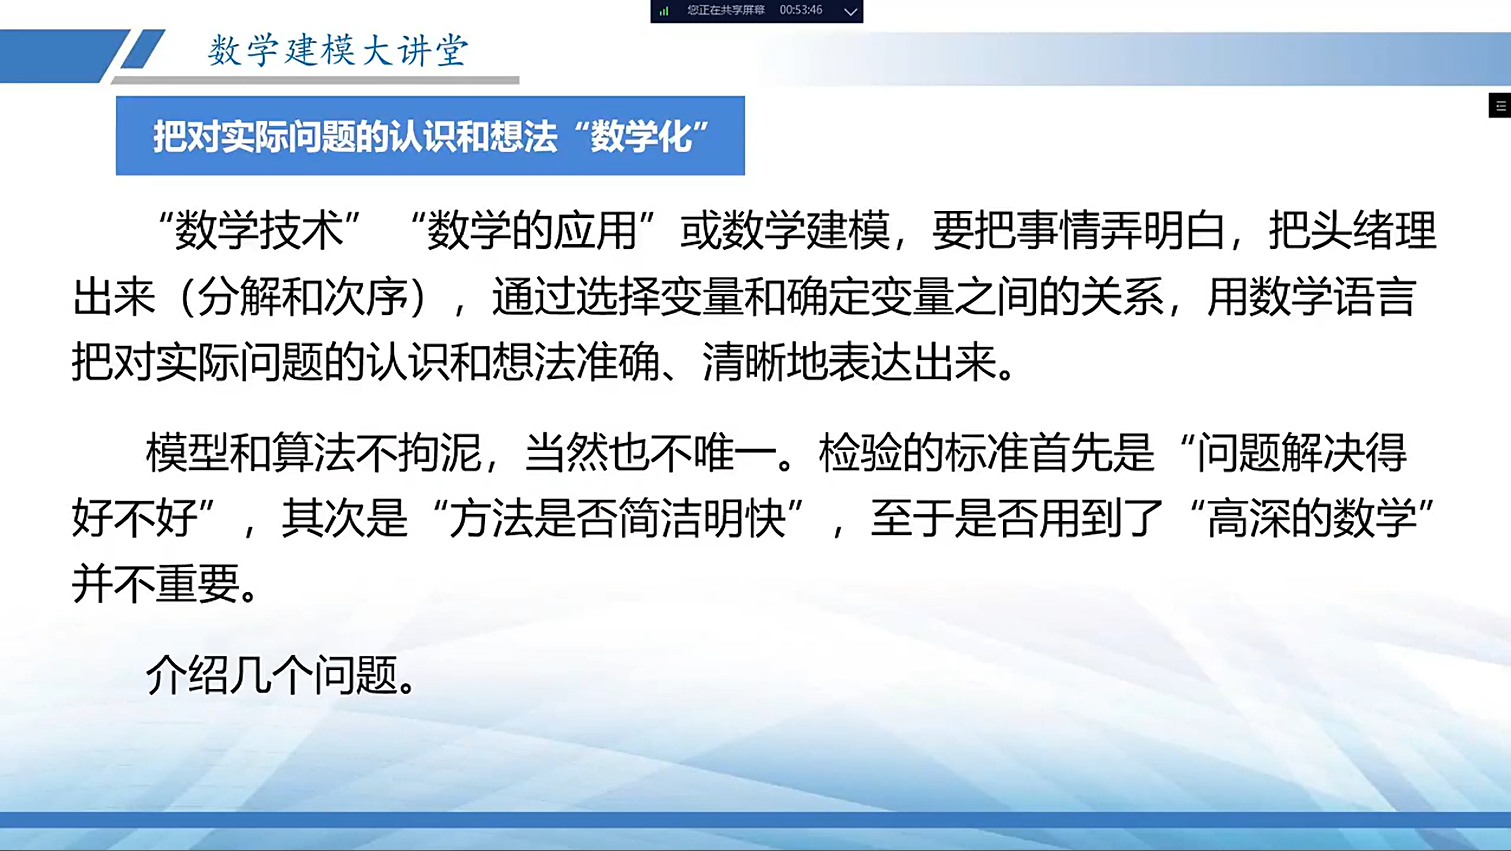 您正在共享屏幕 00:53:46
数学建模大讲堂
把对实际问题的认识和想法“数学化”
“数学技术”“数学的应用”或数学建模，要把事情弄明白，把头绪理
出来（分解和次序），通过选择变量和确定变量之间的关系，用数学语言
把对实际问题的认识和想法准确、清晰地表达出来。
模型和算法不拘泥，当然也不唯一。检验的标准首先是“问题解决得
好不好”，其次是“方法是否简洁明快”，至于是否用到了“高深的数学”
并不重要。
介绍几个问题。